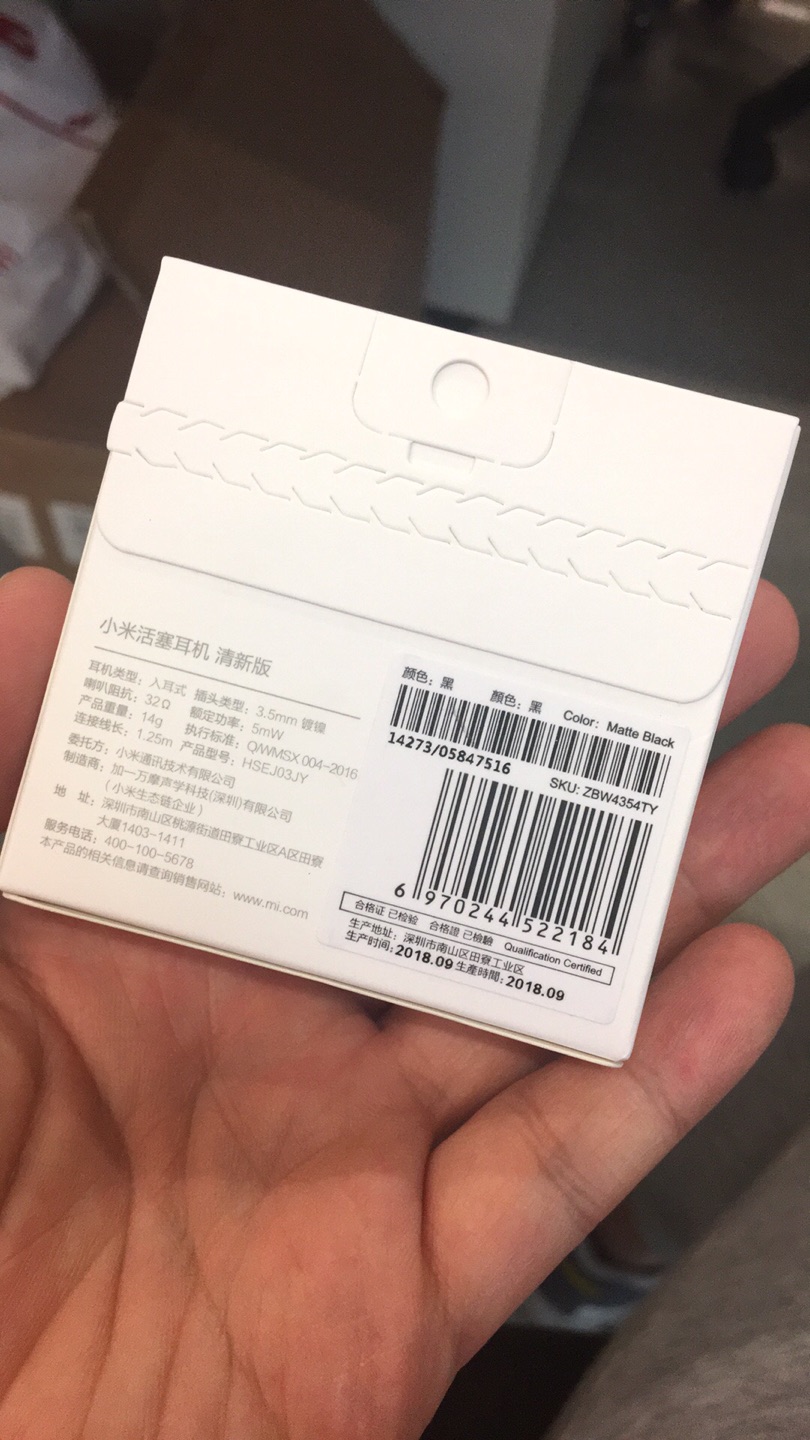 小米活塞耳机 清新版
耳机类型：入耳式 插头类型：3.5mm 镀镍
喇叭阻抗：32Ω 额定功率：5mW
产品重量：14g 执行标准：Q/WMSX 004-2016
连接线长：1.25m 产品型号：HSEJ03JY
委托方：小米通讯技术有限公司
制造商：加一万摩声学科技(深圳)有限公司
（小米生态链企业）
地 址：深圳市南山区桃源街道田寮工业区A区田寮
大厦1403-1411
服务电话：400-100-5678
本产品的相关信息请查询销售网站：www.mi.com
颜色：黑 颜色：黑 Color：Matte Black
14273/05847516
SKU: ZBW4354TY
6 970244 522184
合格证 已检验 合格證 已檢驗 Qualification Certified
生产地址：深圳市南山区田寮工业区
生产时间:2018.09 生產時間:2018.09